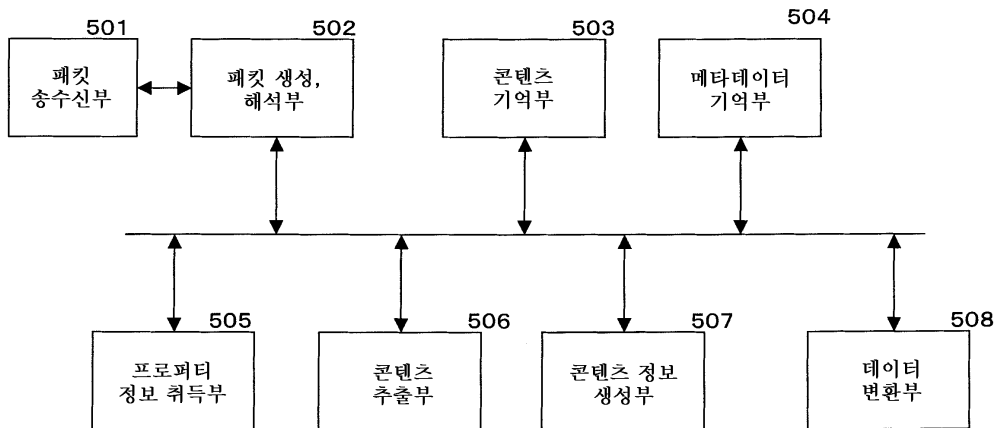 501
502
503
504
패킷
송수신부
패킷 생성,
해석부
콘텐츠
기억부
메타데이터
기억부
505
506
507
508
프로퍼티
정보 취득부
콘텐츠
추출부
콘텐츠 정보
생성부
데이터
변환부